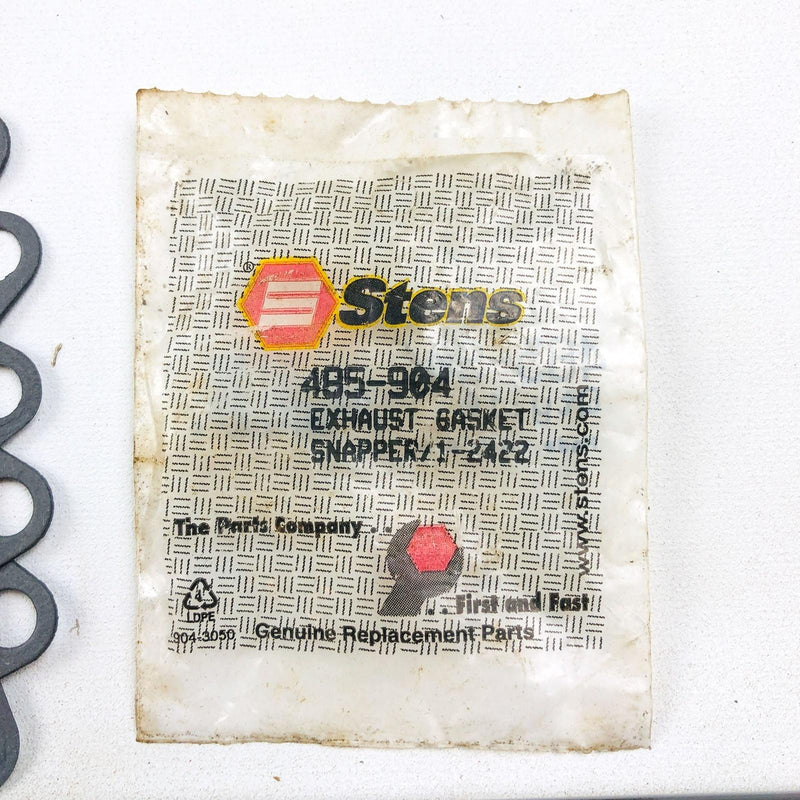 ® Stens
485-904
EXHAUST GASKET
SNAPPER/1-2422
www.stens.com
The Parts Company . .
. . First and Fast
4
LDPE
904-3050
Genuine Replacement Parts